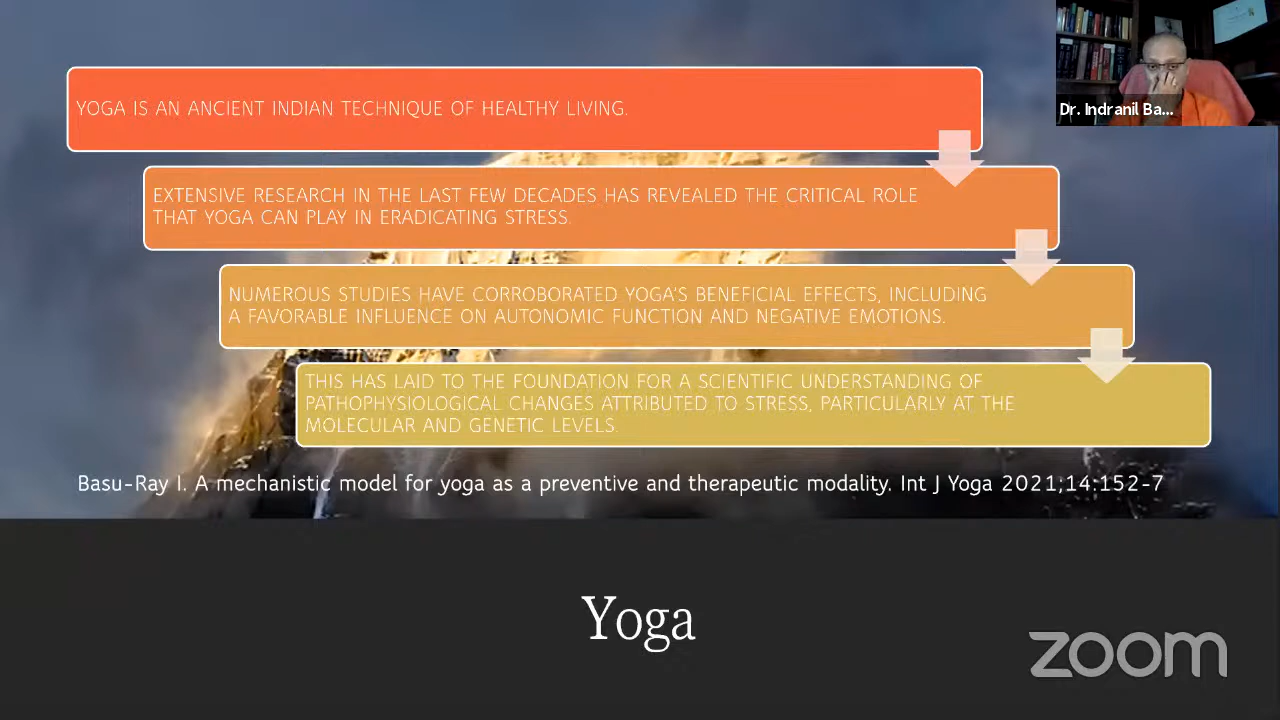 YOGA IS AN ANCIENT INDIAN TECHNIQUE OF HEALTHY LIVING.
Dr. Indranil Ba...
EXTENSIVE RESEARCH IN THE LAST FEW DECADES HAS REVEALED THE CRITICAL ROLE
THAT YOGA CAN PLAY IN ERADICATING STRESS.
NUMEROUS STUDIES HAVE CORROBORATED YOGA'S BENEFICIAL EFFECTS, INCLUDING
A FAVORABLE INFLUENCE ON AUTONOMIC FUNCTION AND NEGATIVE EMOTIONS.
THIS HAS LAID TO THE FOUNDATION FOR A SCIENTIFIC UNDERSTANDING OF
PATHOPHYSIOLOGICAL CHANGES ATTRIBUTED TO STRESS, PARTICULARLY AT THE
MOLECULAR AND GENETIC LEVELS.
Basu-Ray I. A mechanistic model for yoga as a preventive and therapeutic modality. Int J Yoga 2021;14:152-7
Yoga
zoom